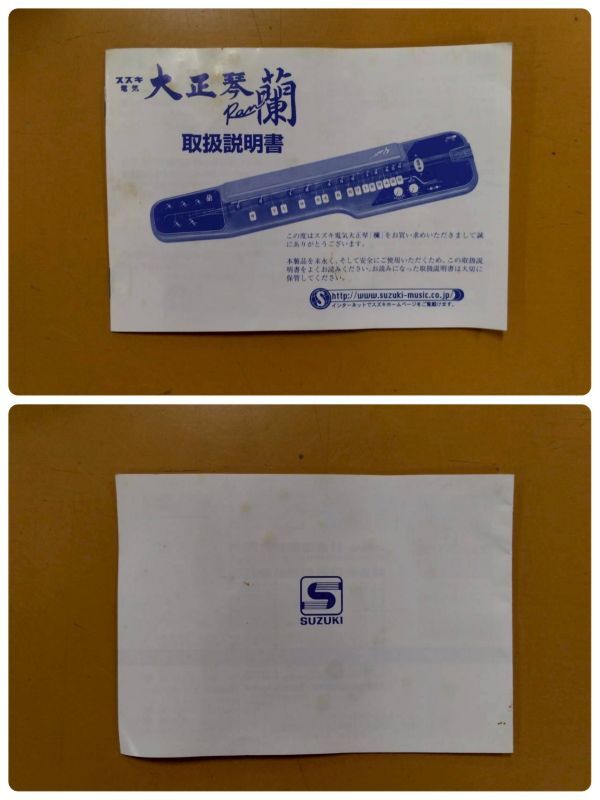 スズキ
電気
大正琴
Ran
蘭
取扱説明書
この度はスズキ電気大正琴「蘭」をお買い求めいただきまして誠
にありがとうございます。
本製品を末永く、そして安全にご使用いただくため、この取扱説
明書をよくお読みください。お読みになった取扱説明書は大切に
保管してください。
http://www.suzuki-music.co.jp/
インターネットでスズキホームページをご覧頂けます。
SUZUKI